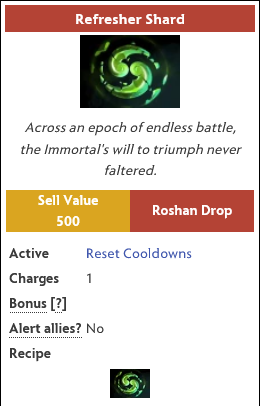 Refresher Shard
Across an epoch of endless battle,
the Immortal's will to triumph never
faltered.
Sell Value
500
Roshan Drop
Active Reset Cooldowns
Charges 1
Bonus [?]
Alert allies? No
Recipe